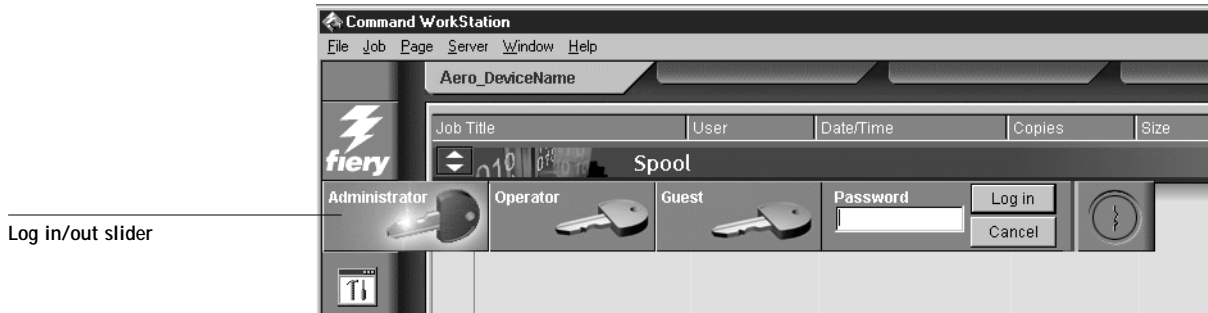 Command WorkStation
File Job Page Server Window Help
Aero_DeviceName
Job Title User Date/Time Copies Size
fiery
Spool
Administrator Operator Guest Password Log in
Cancel
Log in/out slider